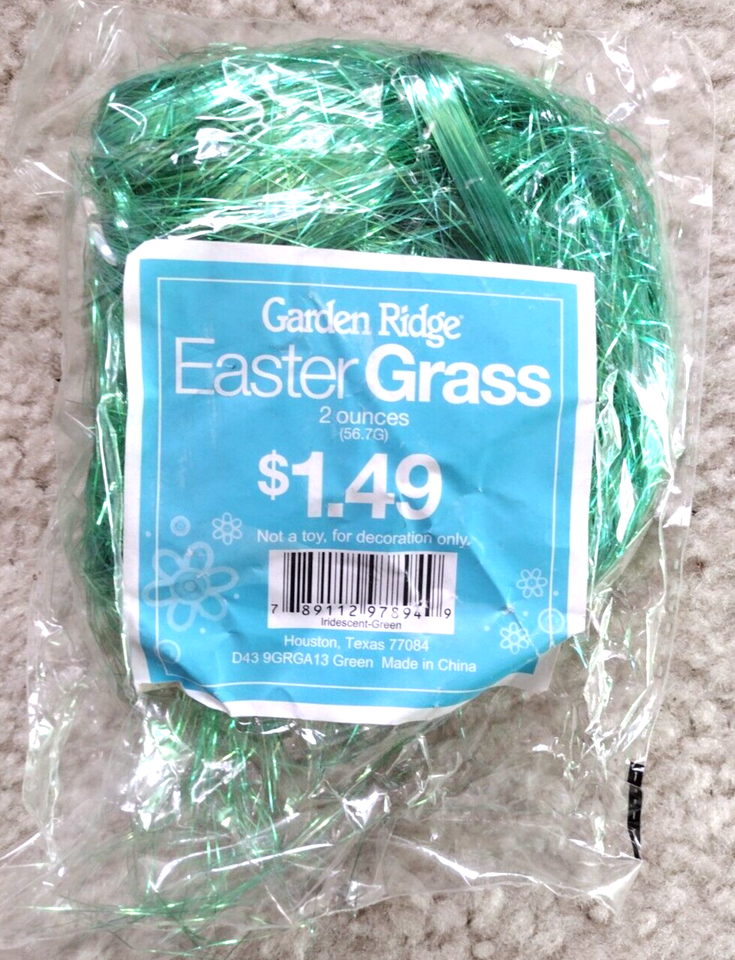 Garden Ridge®
Easter Grass
2 ounces
(56.7G)
$1.49
Not a toy, for decoration only.
7 89112 97894 9
Iridescent-Green
Houston, Texas 77084
D43 9GRGA13 Green Made in China